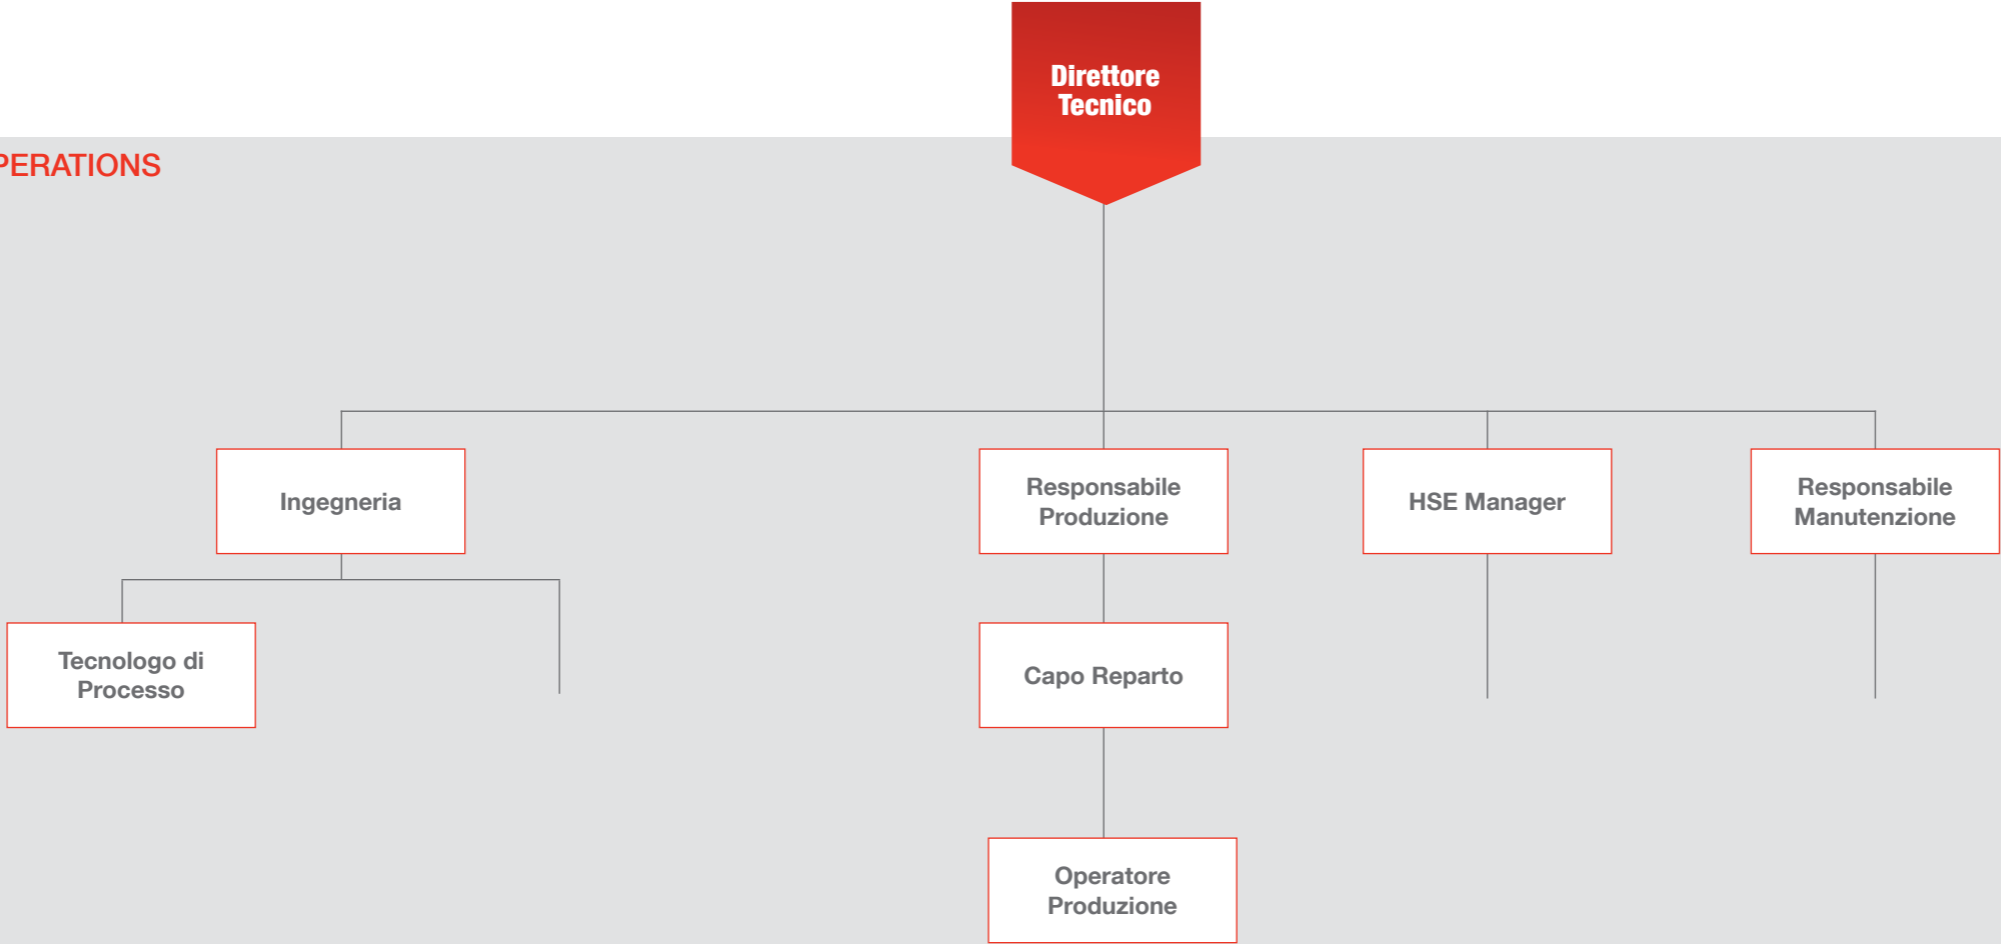 Direttore
Tecnico
PERATIONS
Ingegneria
Responsabile
Produzione
HSE Manager
Responsabile
Manutenzione
Tecnologo di
Processo
Capo Reparto
Operatore
Produzione